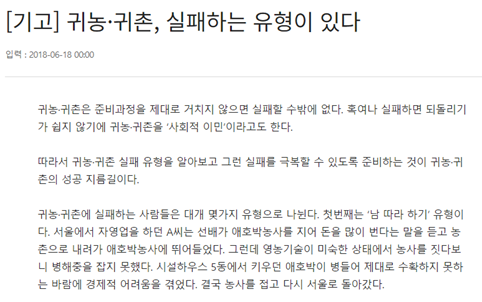 [기고] 귀농·귀촌, 실패하는 유형이 있다
입력 : 2018-06-18 00:00
귀농·귀촌은 준비과정을 제대로 거치지 않으면 실패할 수밖에 없다. 혹여나 실패하면 되돌리기
가 쉽지 않기에 귀농·귀촌을 ‘사회적 이민’이라고도 한다.
따라서 귀농·귀촌 실패 유형을 알아보고 그런 실패를 극복할 수 있도록 준비하는 것이 귀농·귀
촌의 성공 지름길이다.
귀농·귀촌에 실패하는 사람들은 대개 몇가지 유형으로 나뉜다. 첫번째는 ‘남 따라 하기’ 유형이
다. 서울에서 자영업을 하던 A씨는 선배가 애호박농사를 지어 돈을 많이 번다는 말을 듣고 농
촌으로 내려가 애호박농사에 뛰어들었다. 그런데 영농기술이 미숙한 상태에서 농사를 짓다보
니 병해충을 잡지 못했다. 시설하우스 5동에서 키우던 애호박이 병들어 제대로 수확하지 못하
는 바람에 경제적 어려움을 겪었다. 결국 농사를 접고 다시 서울로 돌아갔다.